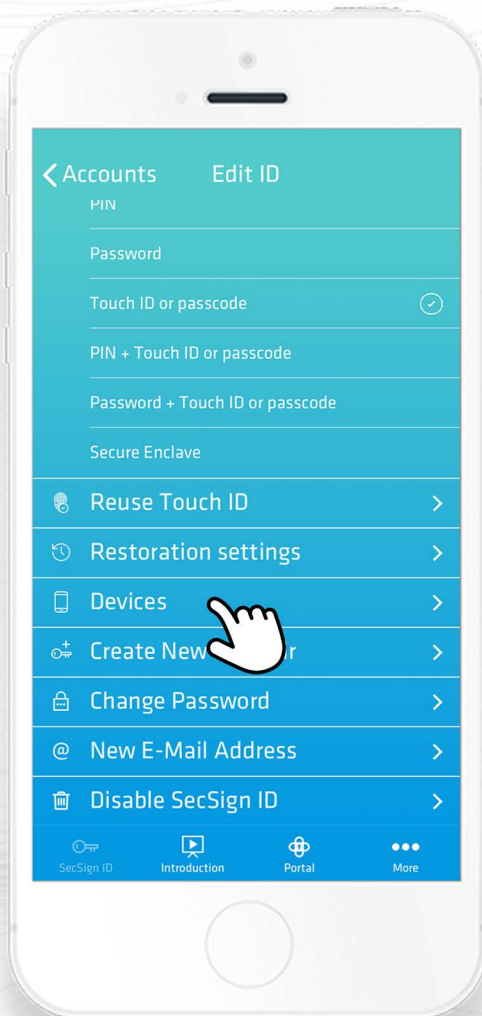 Accounts Edit ID
PIN
Password
Touch ID or passcode
PIN + Touch ID or passcode
Password + Touch ID or passcode
Secure Enclave
Reuse Touch ID
Restoration settings
Devices
Create New
Change Password
@ New E-Mail Address
Disable SecSign ID
SecSign ID Introduction Portal More